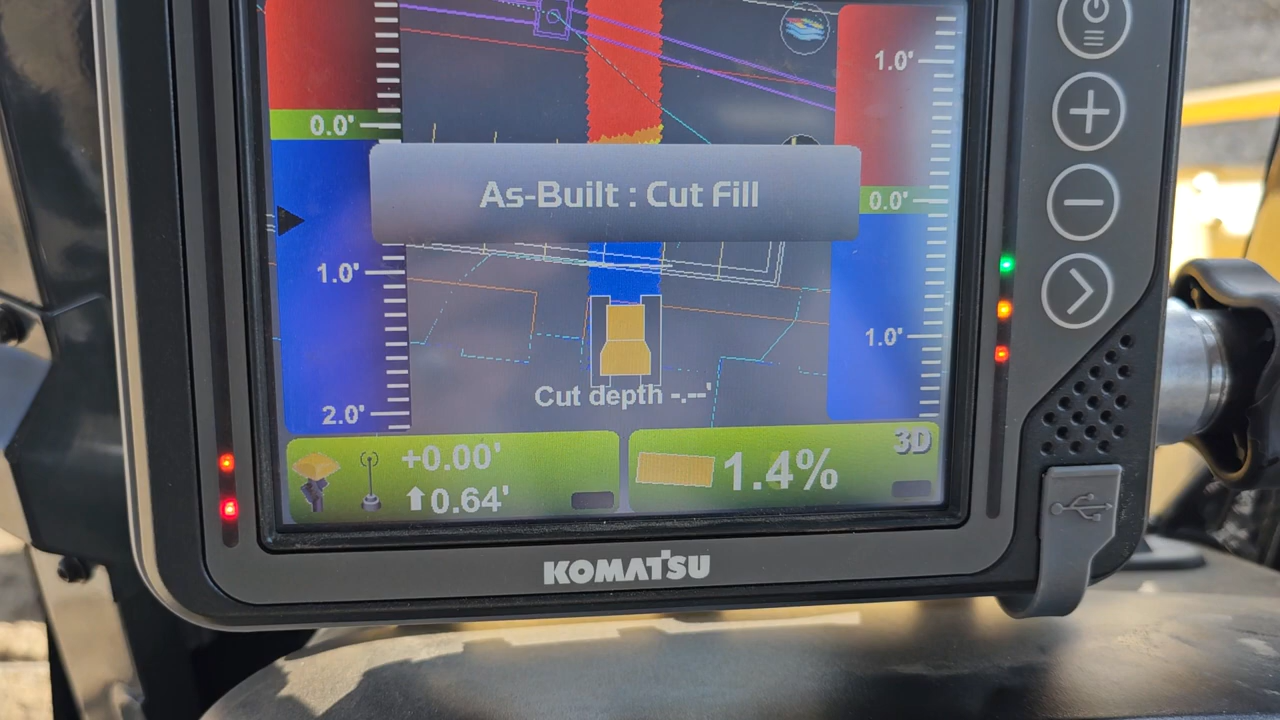 1.0'
0.0'
As-Built : Cut Fill
0.0'
1.0'
1.0'
2.0'
Cut depth -.--'
3D
+0.00'
0.64'
1.4%
KOMATSU